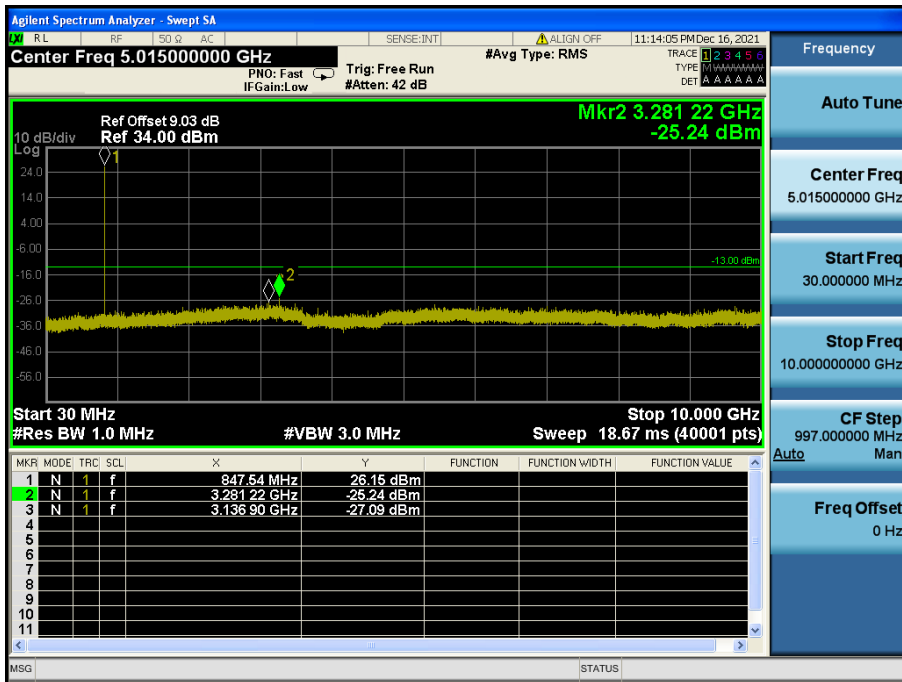 Agilent Spectrum Analyzer - Swept SA
LXI RL RF 50 Ω AC SENSE:INT ALIGN OFF 11:14:05 PM Dec 16, 2021
Center Freq 5.015000000 GHz
#Avg Type: RMS
TRACE 1 2 3 4 5 6
PNO: Fast Trig: Free Run
TYPE MWWWWW
IFGain:Low #Atten: 42 dB
DET A A A A A A
Mkr2 3.281 22 GHz
-25.24 dBm
Ref Offset 9.03 dB
10 dB/div Ref 34.00 dBm
Log
1
24.0
14.0
4.00
-6.00
-13.00 dBm
-16.0
2
-26.0
-36.0
-46.0
-56.0
Start 30 MHz Stop 10.000 GHz
#Res BW 1.0 MHz #VBW 3.0 MHz Sweep 18.67 ms (40001 pts)
MKR MODE TRC SCL X Y FUNCTION FUNCTION WIDTH FUNCTION VALUE
1 N 1 f 847.54 MHz 26.15 dBm
2 N 1 f 3.281 22 GHz -25.24 dBm
3 N 1 f 3.136 90 GHz -27.09 dBm
4
5
6
7
8
9
10
11
MSG STATUS
Frequency
Auto Tune
Center Freq
5.015000000 GHz
Start Freq
30.000000 MHz
Stop Freq
10.000000000 GHz
CF Step
997.000000 MHz
Auto Man
Freq Offset
0 Hz